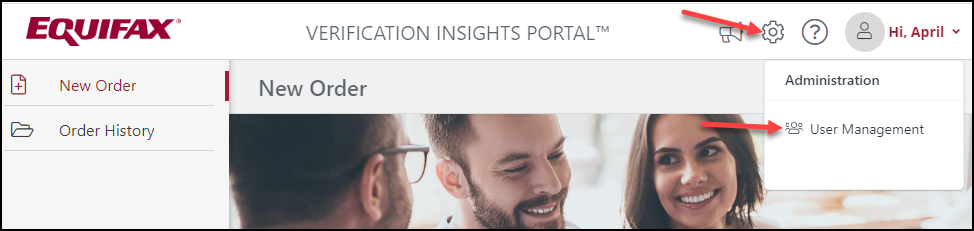 EQUIFAX®
VERIFICATION INSIGHTS PORTAL™
Hi, April
New Order
Order History
New Order
Administration
User Management